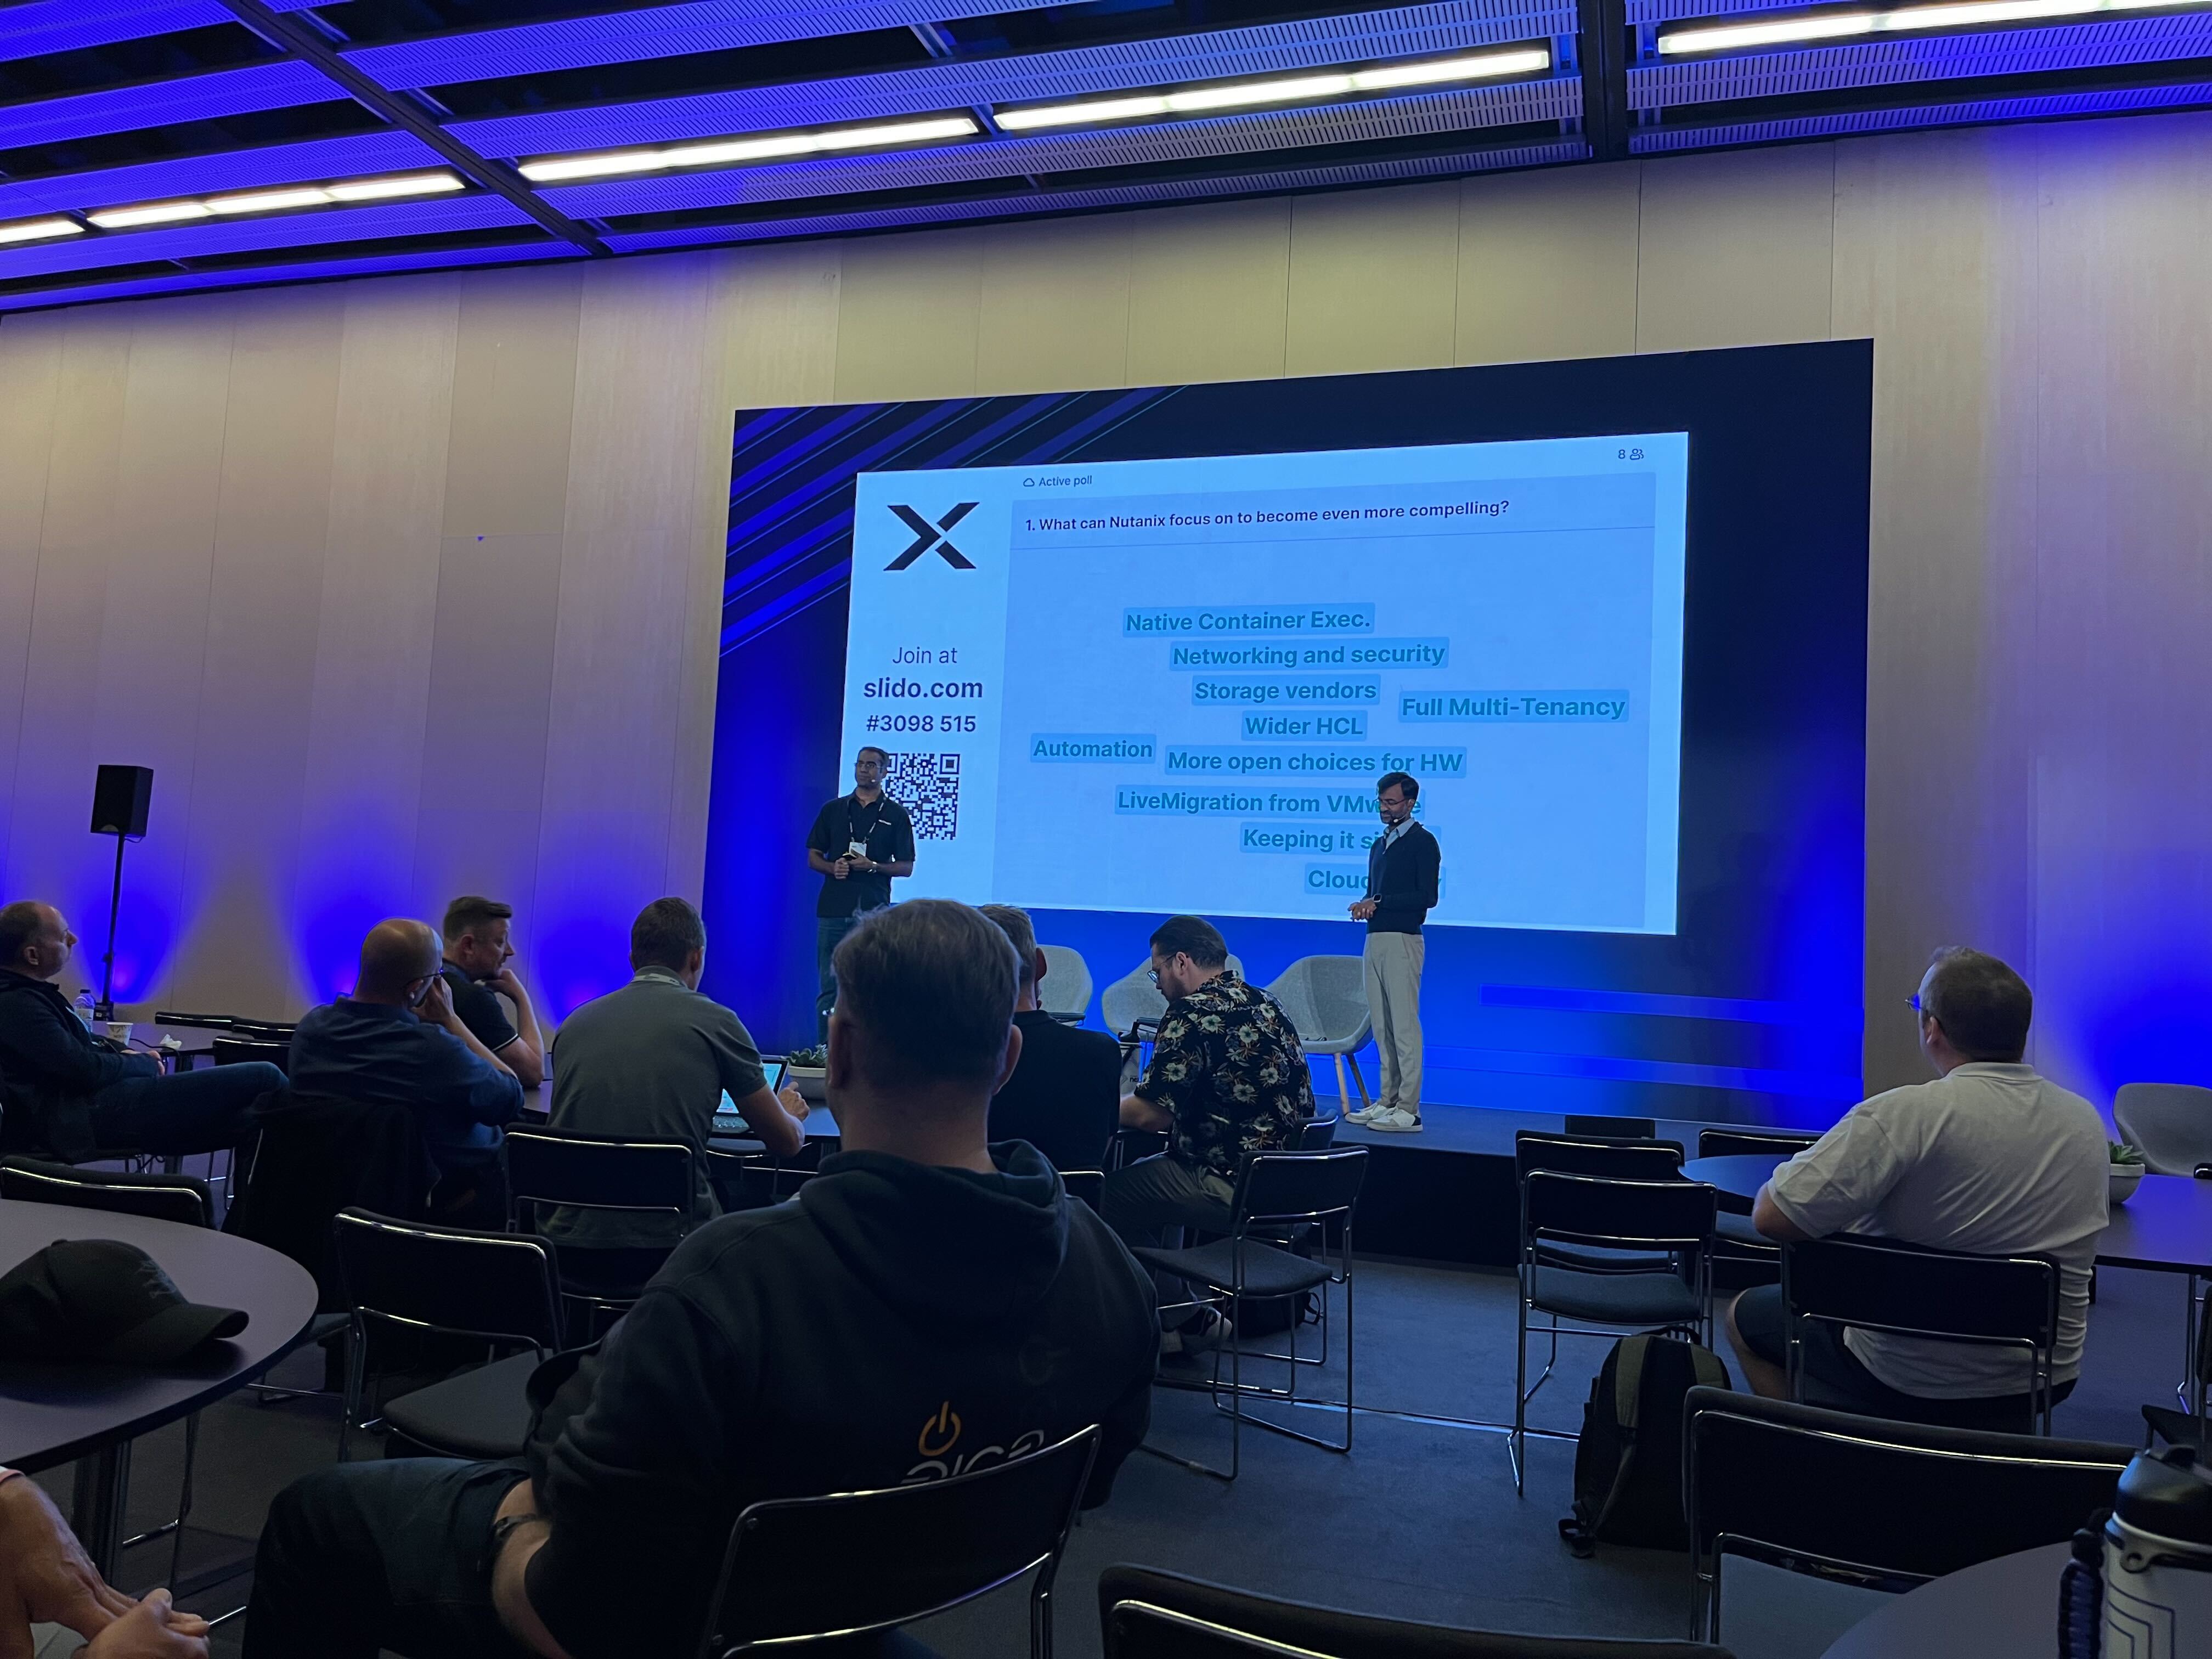 8
Active poll
1. What can Nutanix focus on to become even more compelling?
Join at
slido.com
#3098 515
Native Container Exec.
Networking and security
Storage vendors
Full Multi-Tenancy
Wider HCL
Automation
More open choices for HW
LiveMigration from
Keeping it